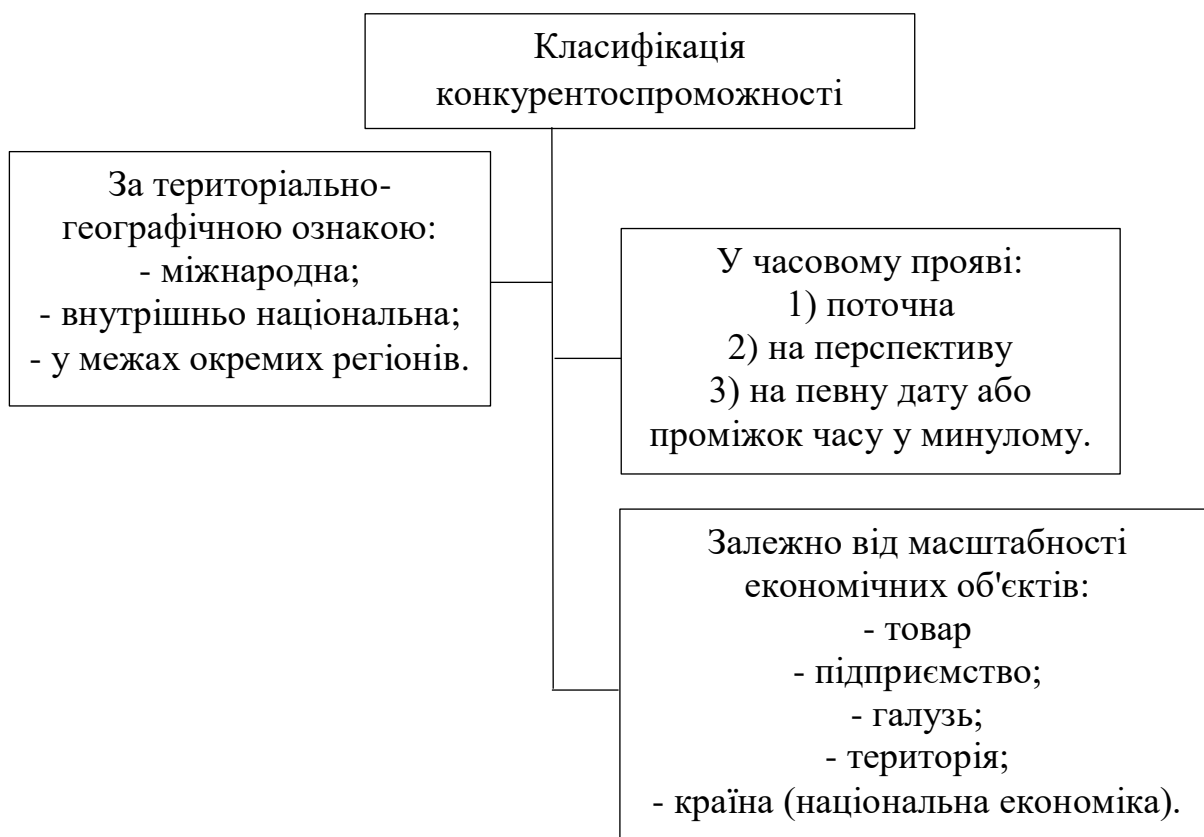 Класифікація
конкурентоспроможності
За територіально-
географічною ознакою:
- міжнародна;
- внутрішньо національна;
- у межах окремих регіонів.
У часовому прояві:
1) поточна
2) на перспективу
3) на певну дату або
проміжок часу у минулому.
Залежно від масштабності
економічних об'єктів:
- товар
- підприємство;
- галузь;
- територія;
- країна (національна економіка).